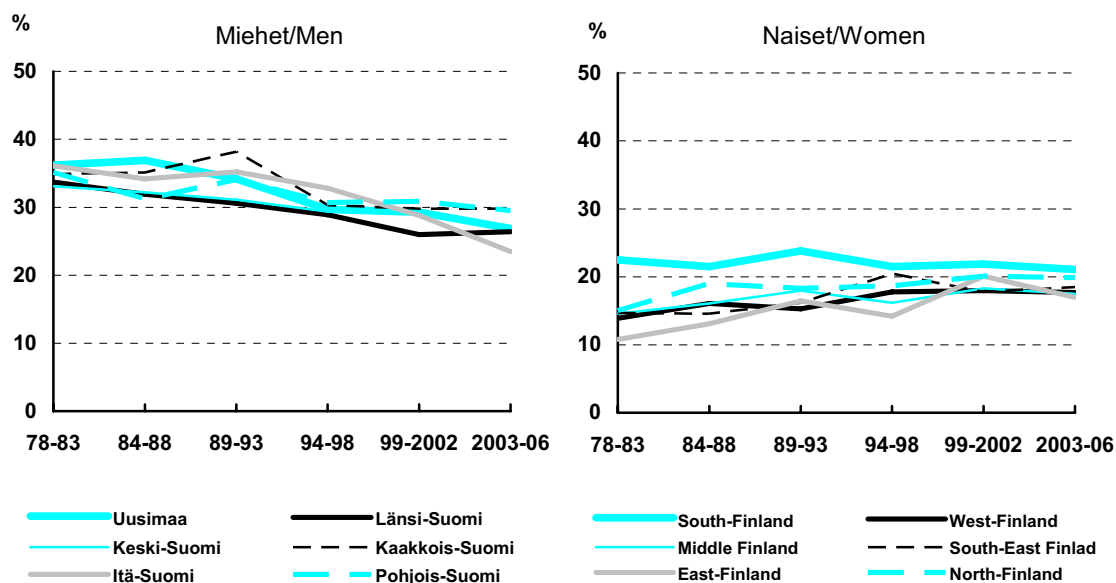 %
Miehet/Men
50
40
30
20
10
0
78-83 84-88 89-93 94-98 99-2002 2003-06
Uusimaa Länsi-Suomi
Keski-Suomi Kaakkois-Suomi
Itä-Suomi Pohjois-Suomi
%
Naiset/Women
50
40
30
20
10
0
78-83 84-88 89-93 94-98 99-2002 2003-06
South-Finland West-Finland
Middle Finland South-East Finlad
East-Finland North-Finland